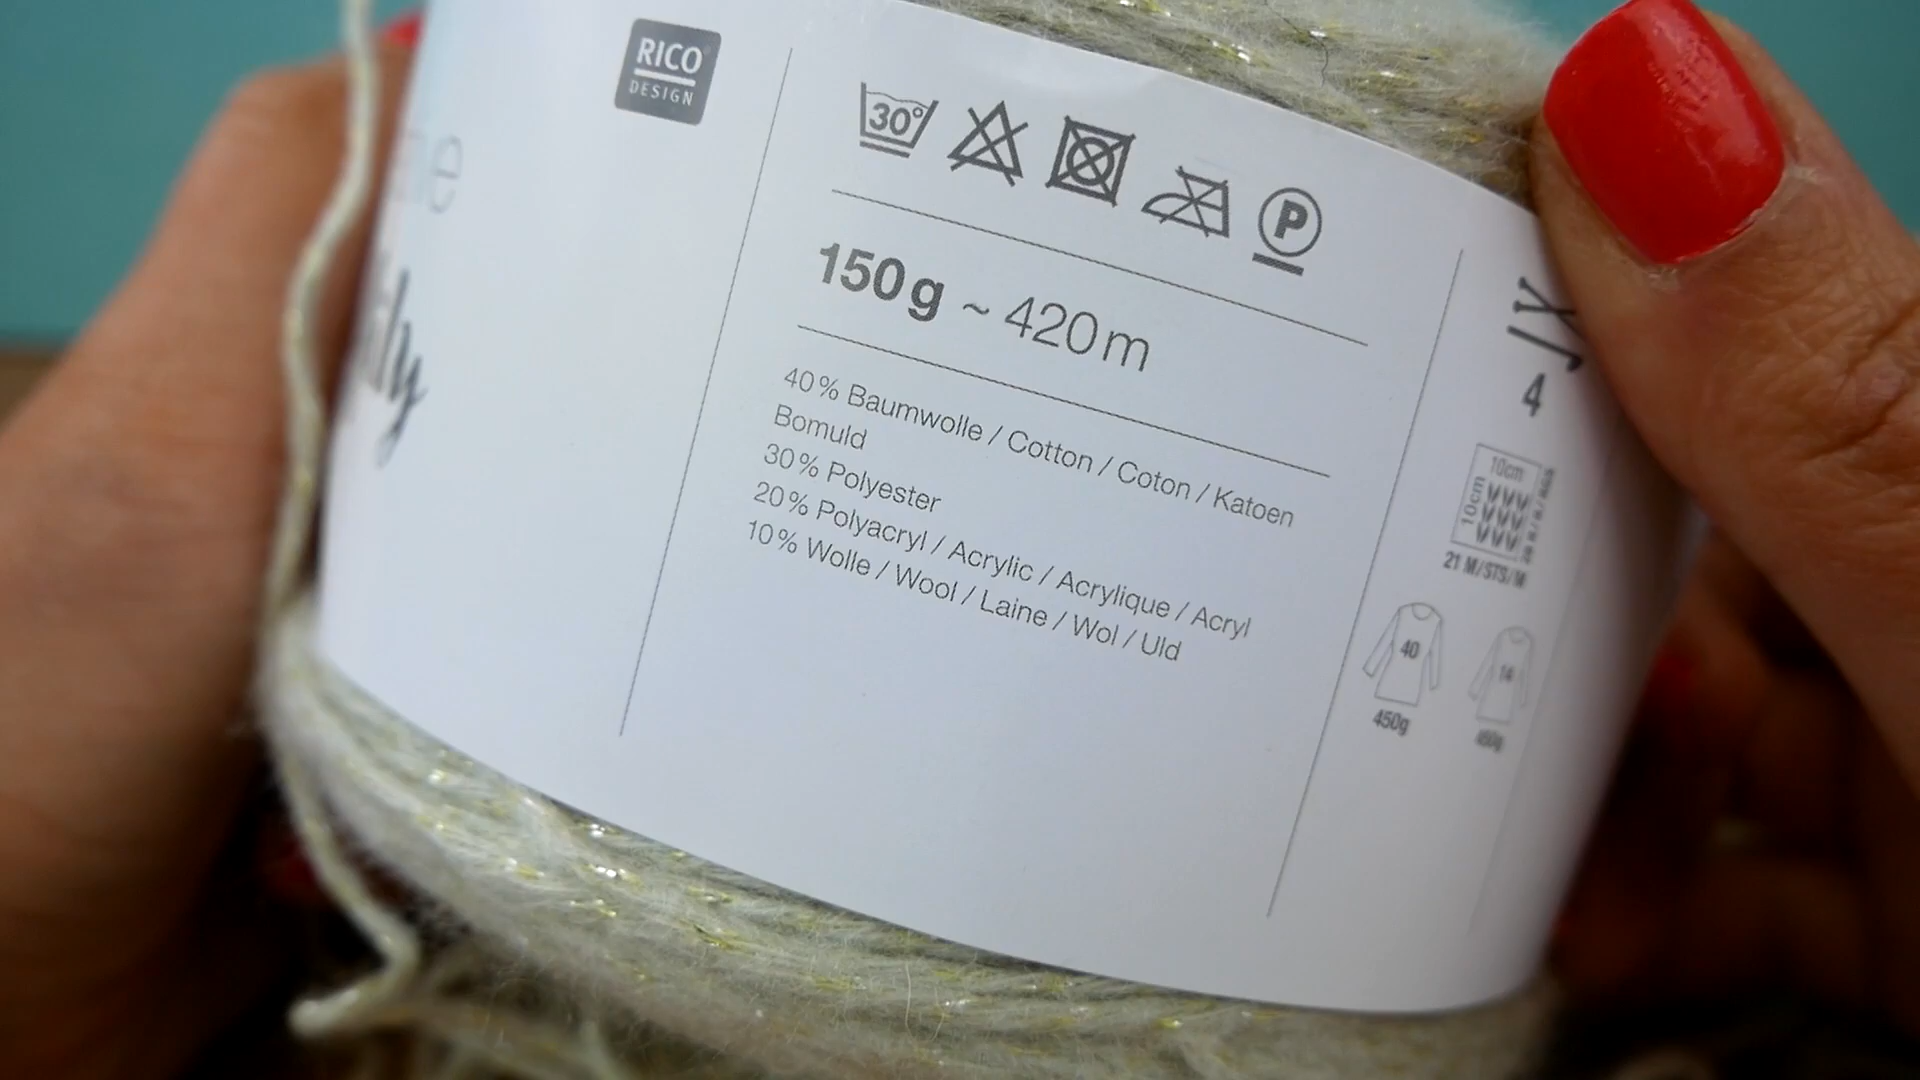 RICO
DESIGN
30°
P
150g ~ 420m
40% Baumwolle / Cotton / Coton / Katoen
Bomuld
30% Polyester
20% Polyacryl / Acrylic / Acrylique / Acryl
10% Wolle / Wool / Laine / Wol / Uld
4
10cm
10cm
21 M/STS/M
40
450g
14